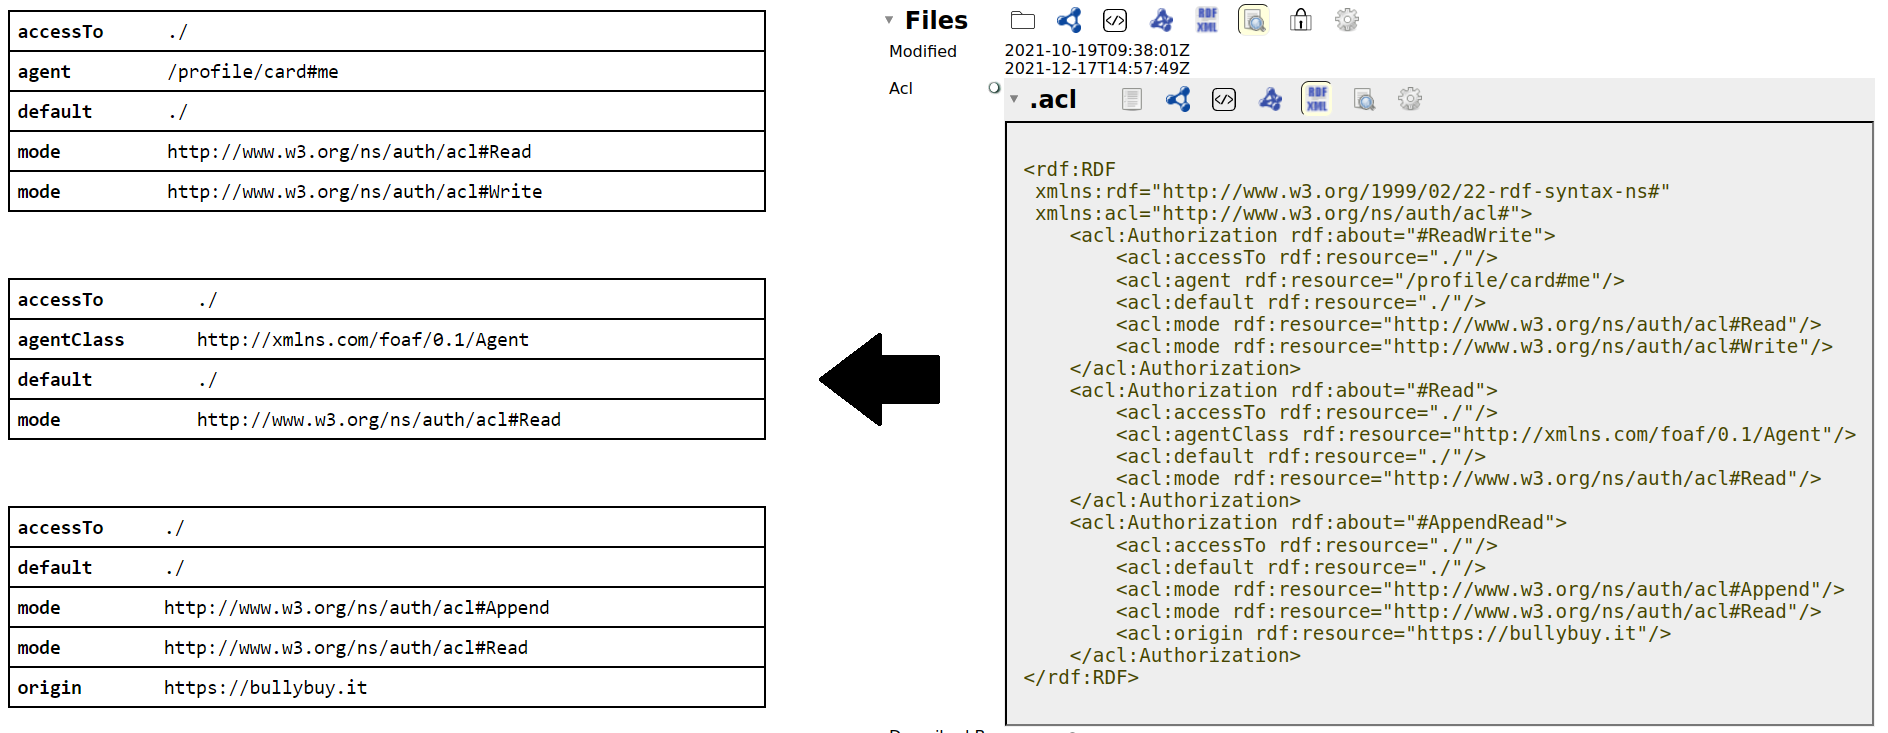 accessTo ./
agent /profile/card#me
default ./
mode http://www.w3.org/ns/auth/acl#Read
mode http://www.w3.org/ns/auth/acl#Write
accessTo ./
agentClass http://xmlns.com/foaf/0.1/Agent
default ./
mode http://www.w3.org/ns/auth/acl#Read
accessTo ./
default ./
mode http://www.w3.org/ns/auth/acl#Append
mode http://www.w3.org/ns/auth/acl#Read
origin https://bullybuy.it
Files </> RDF XML
Modified 2021-10-19T09:38:01Z
2021-12-17T14:57:49Z
Acl
.acl </> RDF XML
<rdf:RDF
xmlns:rdf="http://www.w3.org/1999/02/22-rdf-syntax-ns#"
xmlns:acl="http://www.w3.org/ns/auth/acl#">
<acl:Authorization rdf:about="#ReadWrite">
<acl:accessTo rdf:resource="./"/>
<acl:agent rdf:resource="/profile/card#me"/>
<acl:default rdf:resource="./"/>
<acl:mode rdf:resource="http://www.w3.org/ns/auth/acl#Read"/>
<acl:mode rdf:resource="http://www.w3.org/ns/auth/acl#Write"/>
</acl:Authorization>
<acl:Authorization rdf:about="#Read">
<acl:accessTo rdf:resource="./"/>
<acl:agentClass rdf:resource="http://xmlns.com/foaf/0.1/Agent"/>
<acl:default rdf:resource="./"/>
<acl:mode rdf:resource="http://www.w3.org/ns/auth/acl#Read"/>
</acl:Authorization>
<acl:Authorization rdf:about="#AppendRead">
<acl:accessTo rdf:resource="./"/>
<acl:default rdf:resource="./"/>
<acl:mode rdf:resource="http://www.w3.org/ns/auth/acl#Append"/>
<acl:mode rdf:resource="http://www.w3.org/ns/auth/acl#Read"/>
<acl:origin rdf:resource="https://bullybuy.it"/>
</acl:Authorization>
</rdf:RDF>